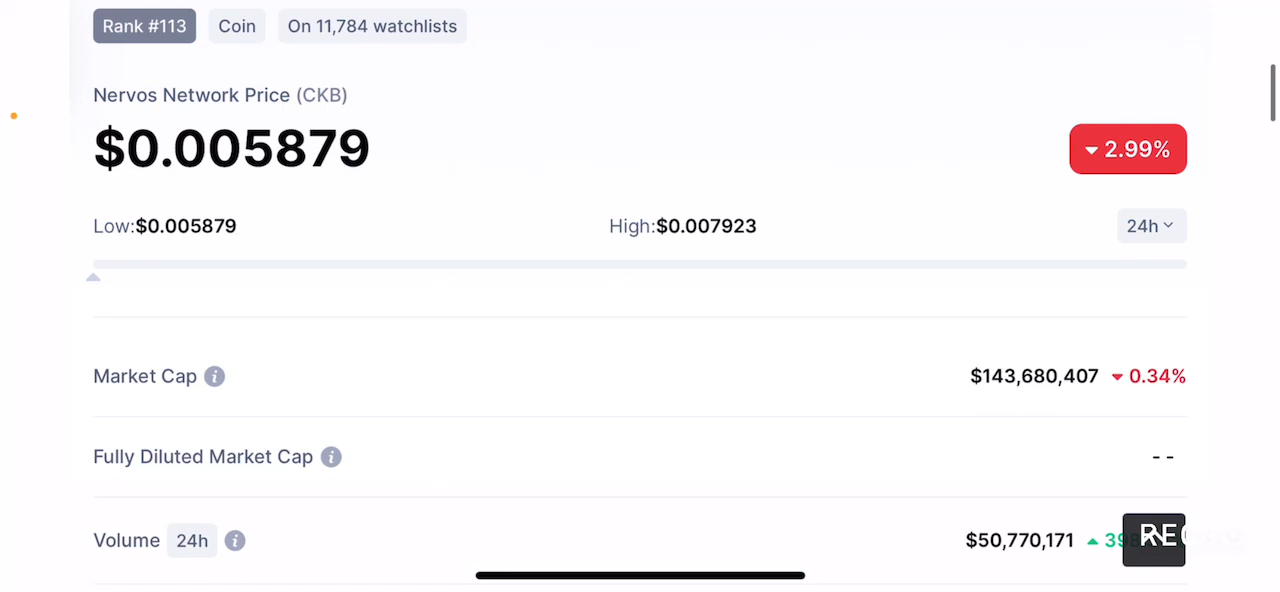 Rank #113 Coin On 11,784 watchlists
Nervos Network Price (CKB)
$0.005879
2.99%
Low:$0.005879 High:$0.007923 24h
Market Cap $143,680,407 0.34%
Fully Diluted Market Cap - -
Volume 24h $50,770,171